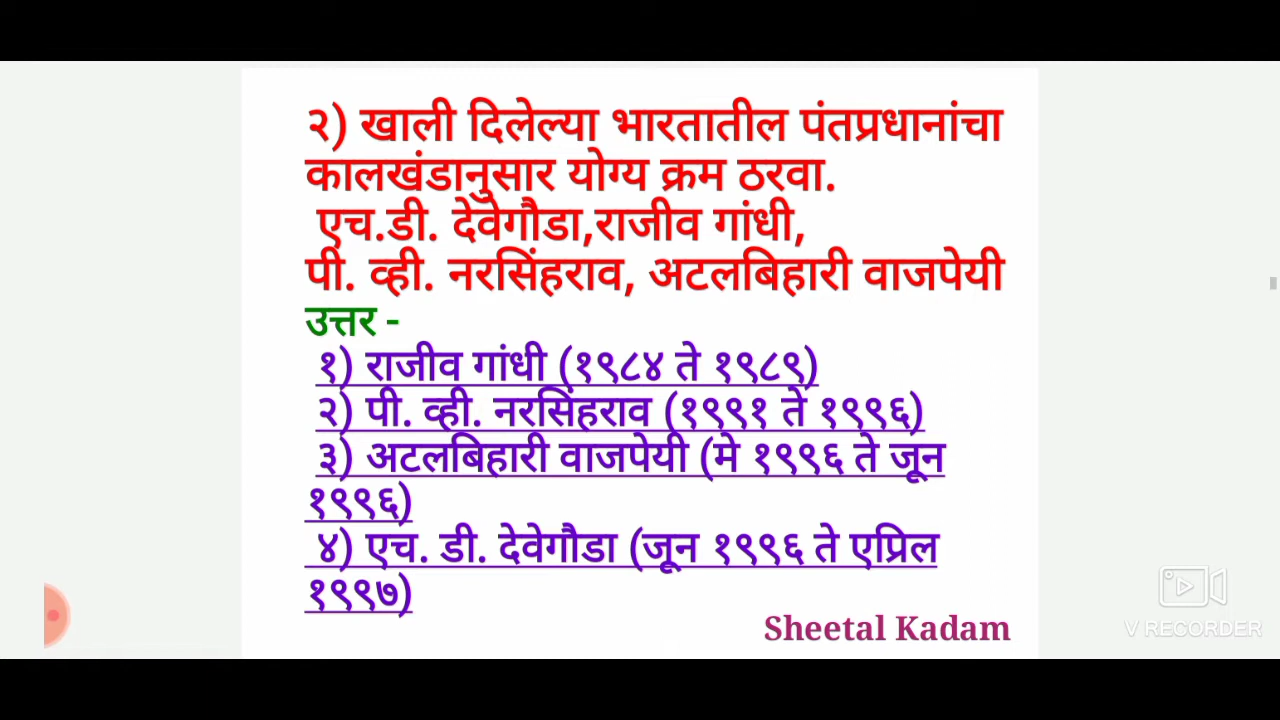 २) खाली दिलेल्या भारतातील पंतप्रधानांचा
कालखंडानुसार योग्य क्रम ठरवा.
एच.डी. देवेगौडा,राजीव गांधी,
पी. व्ही. नरसिंहराव, अटलबिहारी वाजपेयी
उत्तर -
१) राजीव गांधी (१९८४ ते १९८९)
२) पी. व्ही. नरसिंहराव (१९९१ ते १९९६)
३) अटलबिहारी वाजपेयी (मे १९९६ ते जून
१९९६)
४) एच. डी. देवेगौडा (जून १९९६ ते एप्रिल
१९९७)
Sheetal Kadam
V RECORDER